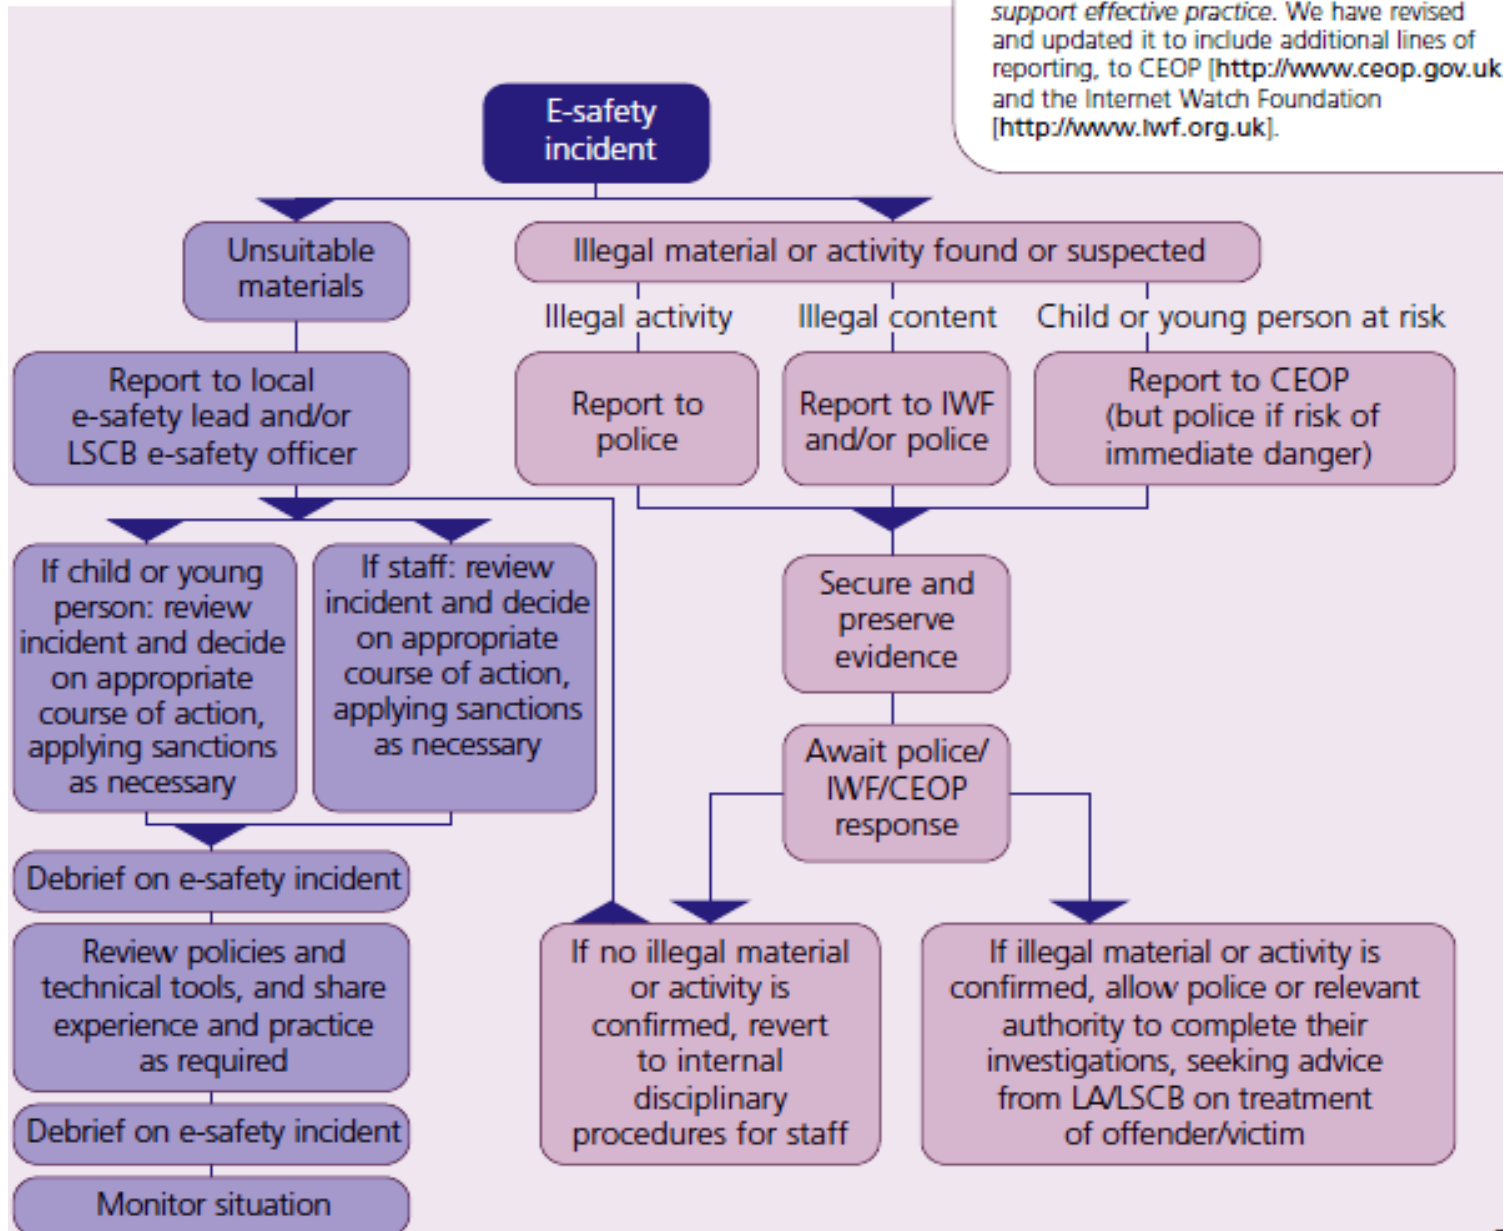 support effective practice. We have revised
and updated it to include additional lines of
reporting, to CEOP [http://www.ceop.gov.uk
and the Internet Watch Foundation
[http://www.iwf.org.uk].
E-safety
incident
Unsuitable
materials
Illegal material or activity found or suspected
Illegal activity
Illegal content
Child or young person at risk
Report to local
e-safety lead and/or
LSCB e-safety officer
Report to
police
Report to IWF
and/or police
Report to CEOP
(but police if risk of
immediate danger)
If child or young
person: review
incident and decide
on appropriate
course of action,
applying sanctions
as necessary
If staff: review
incident and decide
on appropriate
course of action,
applying sanctions
as necessary
Secure and
preserve
evidence
Await police/
IWF/CEOP
response
Debrief on e-safety incident
Review policies and
technical tools, and share
experience and practice
as required
Debrief on e-safety incident
Monitor situation
If no illegal material
or activity is
confirmed, revert
to internal
disciplinary
procedures for staff
If illegal material or activity is
confirmed, allow police or relevant
authority to complete their
investigations, seeking advice
from LA/LSCB on treatment
of offender/victim